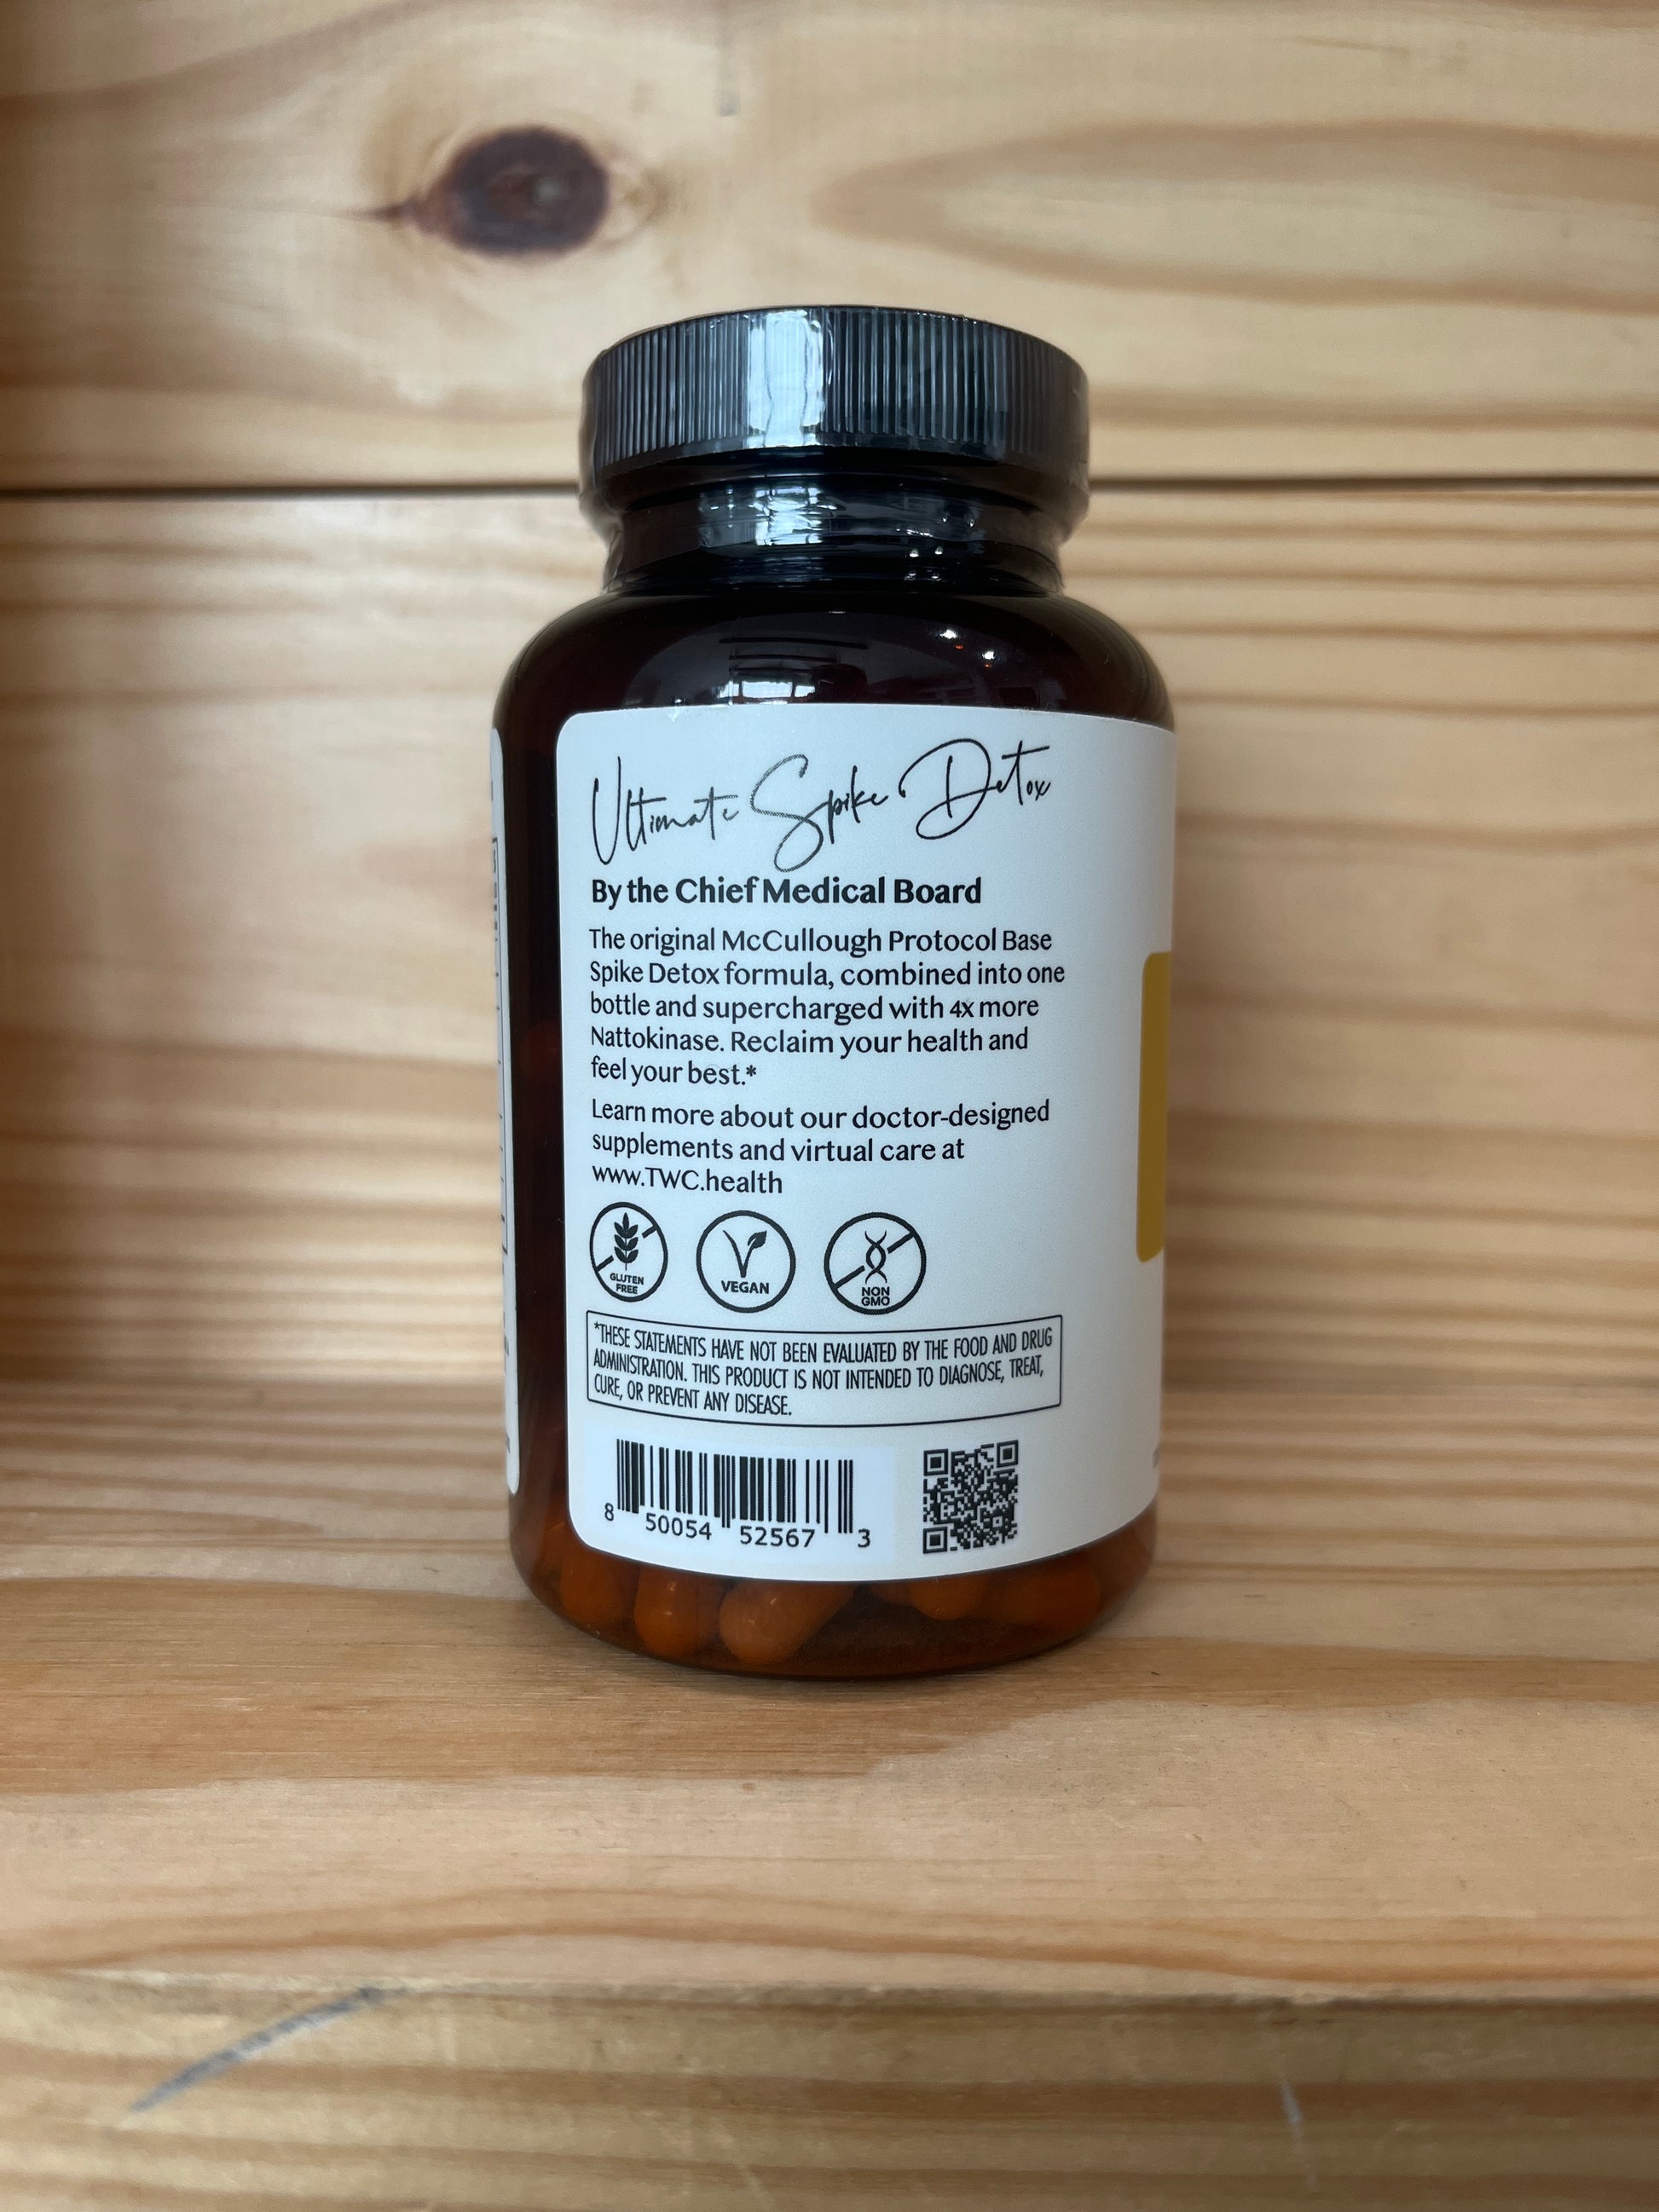 Ultimate Spike Detox
By the Chief Medical Board
The original McCullough Protocol Base
Spike Detox formula, combined into one
bottle and supercharged with 4x more
Nattokinase. Reclaim your health and
feel your best.*
Learn more about our doctor-designed
supplements and virtual care at
www.TWC.health
GLUTEN
FREE
VEGAN
NON
GMO
*THESE STATEMENTS HAVE NOT BEEN EVALUATED BY THE FOOD AND DRUG
ADMINISTRATION. THIS PRODUCT IS NOT INTENDED TO DIAGNOSE, TREAT,
CURE, OR PREVENT ANY DISEASE.
8 50054 52567 3